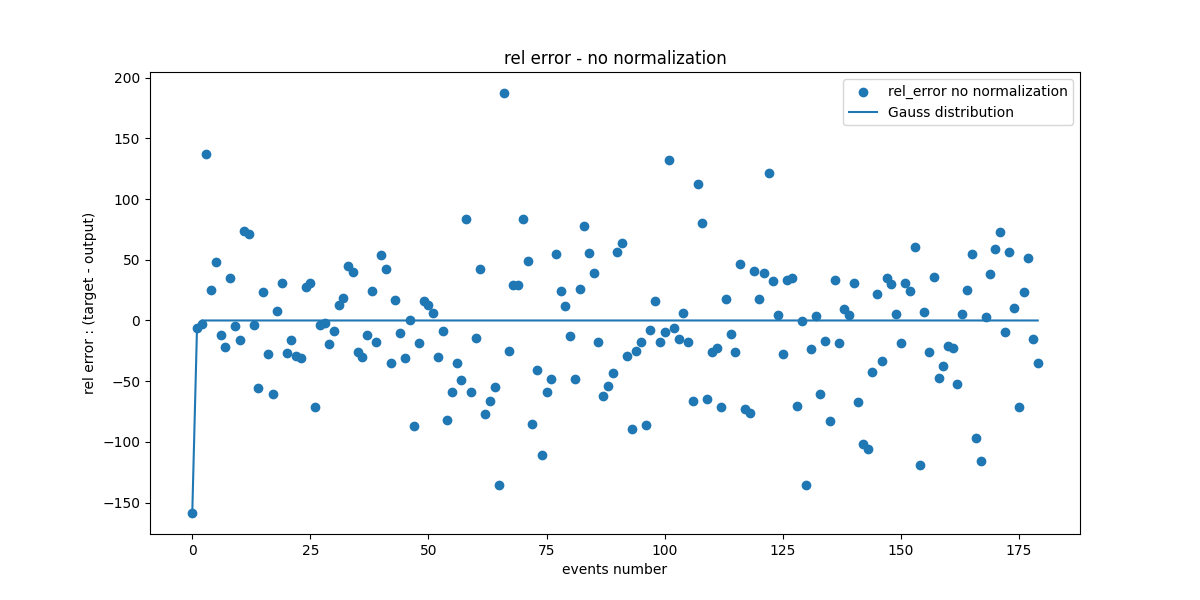 rel error - no normalization
rel_error no normalization
Gauss distribution
rel error : (target - output)
200
150
100
50
0
−50
−100
−150
0 25 50 75 100 125 150 175
events number